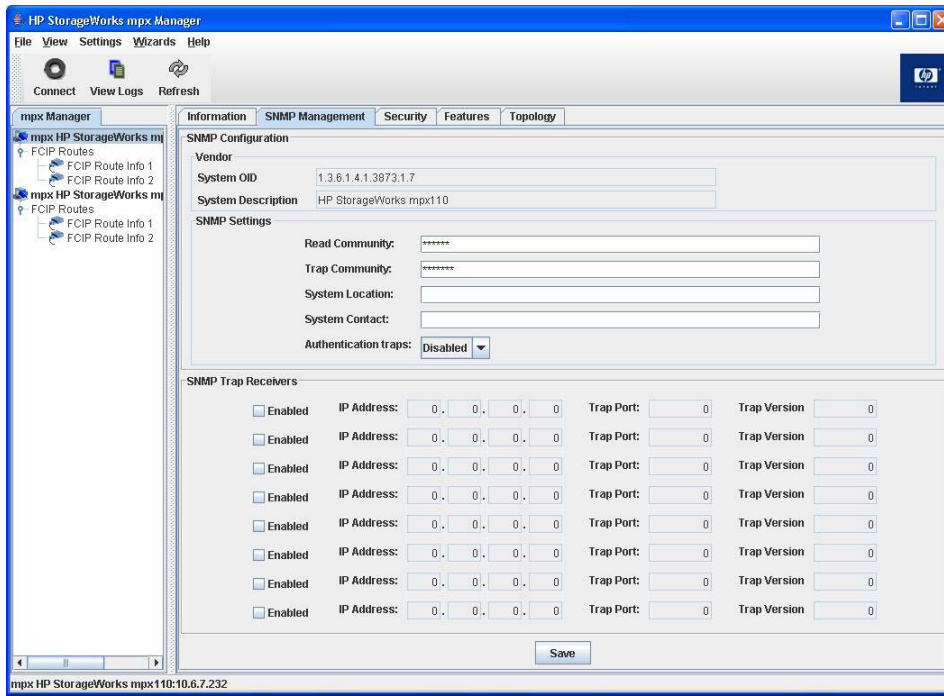 HP StorageWorks mpx Manager
File View Settings Wizards Help
Connect View Logs Refresh
hp
invent
mpx Manager
mpx HP StorageWorks mp
FCIP Routes
FCIP Route Info 1
FCIP Route Info 2
mpx HP StorageWorks mp
FCIP Routes
FCIP Route Info 1
FCIP Route Info 2
Information SNMP Management Security Features Topology
SNMP Configuration
Vendor
System OID 1.3.6.1.4.1.3873.1.7
System Description HP StorageWorks mpx110
SNMP Settings
Read Community: ******
Trap Community: *******
System Location:
System Contact:
Authentication traps: Disabled
SNMP Trap Receivers
Enabled IP Address: 0. 0. 0. 0 Trap Port: 0 Trap Version 0
Enabled IP Address: 0. 0. 0. 0 Trap Port: 0 Trap Version 0
Enabled IP Address: 0. 0. 0. 0 Trap Port: 0 Trap Version 0
Enabled IP Address: 0. 0. 0. 0 Trap Port: 0 Trap Version 0
Enabled IP Address: 0. 0. 0. 0 Trap Port: 0 Trap Version 0
Enabled IP Address: 0. 0. 0. 0 Trap Port: 0 Trap Version 0
Enabled IP Address: 0. 0. 0. 0 Trap Port: 0 Trap Version 0
Enabled IP Address: 0. 0. 0. 0 Trap Port: 0 Trap Version 0
Save
mpx HP StorageWorks mpx110:10.6.7.232